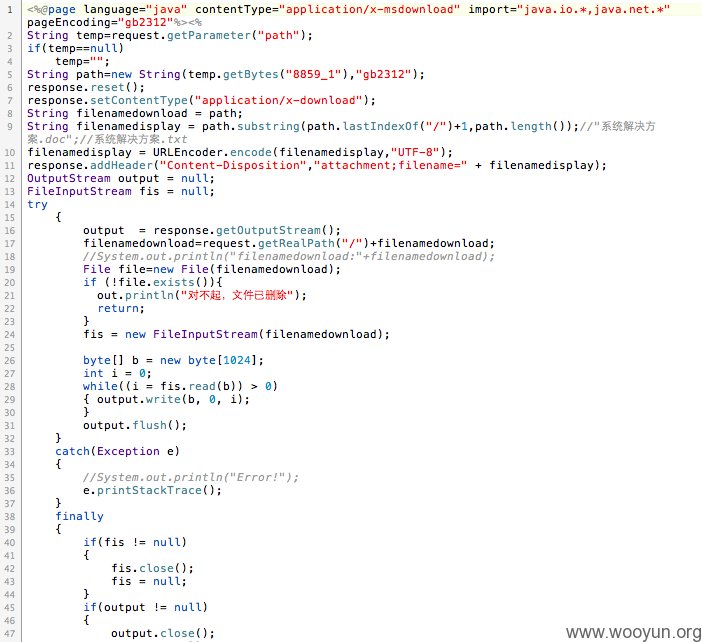 1 <%@page language="java" contentType="application/x-msdownload" import="java.io.*,java.net.*"
pageEncoding="gb2312"%><%
2 String temp=request.getParameter("path");
3 if(temp==null)
4 temp="";
5 String path=new String(temp.getBytes("8859_1"),"gb2312");
6 response.reset();
7 response.setContentType("application/x-download");
8 String filenamedownload = path;
9 String filenamedisplay = path.substring(path.lastIndexOf("/")+1,path.length());//"系统解决方
案.doc";//系统解决方案.txt
10 filenamedisplay = URLEncoder.encode(filenamedisplay,"UTF-8");
11 response.addHeader("Content-Disposition","attachment;filename=" + filenamedisplay);
12 OutputStream output = null;
13 FileInputStream fis = null;
14 try
15 {
16 output  = response.getOutputStream();
17 filenamedownload=request.getRealPath("/")+filenamedownload;
18 //System.out.println("filenamedownload:"+filenamedownload);
19 File file=new File(filenamedownload);
20 if (!file.exists()){
21 out.println("对不起，文件已删除");
22 return;
23 }
24 fis = new FileInputStream(filenamedownload);
25
26 byte[] b = new byte[1024];
27 int i = 0;
28 while((i = fis.read(b)) > 0)
29 { output.write(b, 0, i);
30 }
31 output.flush();
32 }
33 catch(Exception e)
34 {
35 //System.out.println("Error!");
36 e.printStackTrace();
37 }
38 finally
39 {
40 if(fis != null)
41 {
42 fis.close();
43 fis = null;
44 }
45 if(output != null)
46 {
47 output.close();
www.wooyun.org